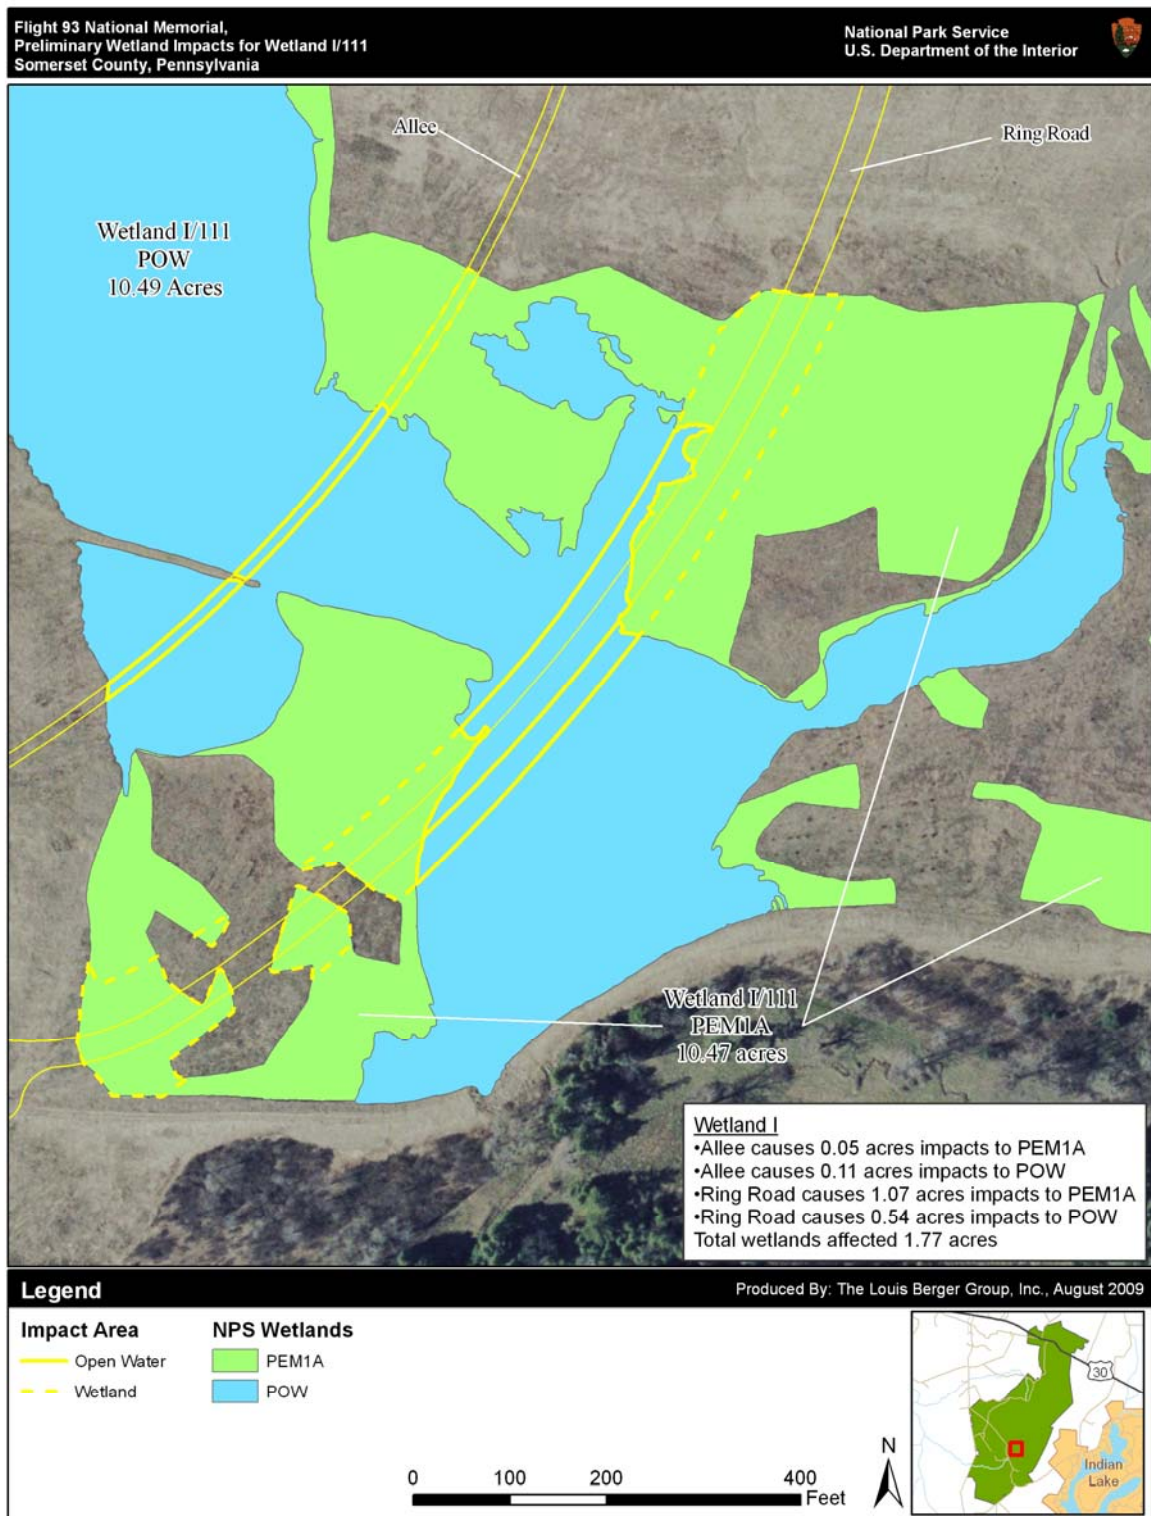 Flight 93 National Memorial,
Preliminary Wetland Impacts for Wetland I/111
Somerset County, Pennsylvania
National Park Service
U.S. Department of the Interior
Allee
Ring Road
Wetland I/111
POW
10.49 Acres
Wetland I/111
PEM1A
10.47 acres
Wetland I
•Allee causes 0.05 acres impacts to PEM1A
•Allee causes 0.11 acres impacts to POW
•Ring Road causes 1.07 acres impacts to PEM1A
•Ring Road causes 0.54 acres impacts to POW
Total wetlands affected 1.77 acres
Legend
Produced By: The Louis Berger Group, Inc., August 2009
Impact Area
Open Water
Wetland
NPS Wetlands
PEM1A
POW
0 100 200 400
Feet
N
30
Indian
Lake